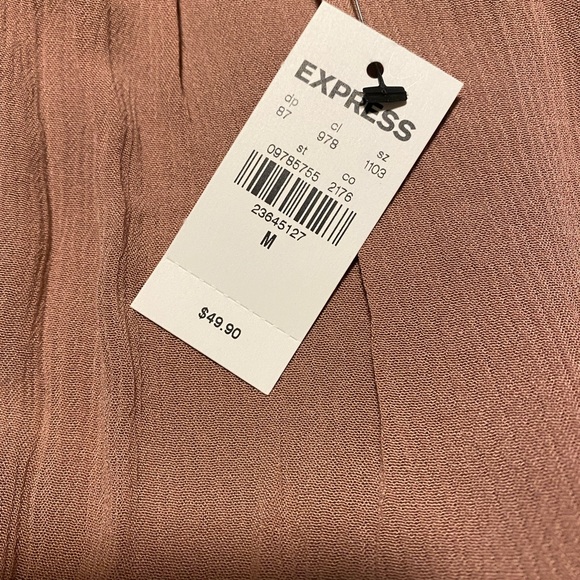 EXPRESS
dp cl sz
87 978 1103
st co
09785755 2176
23645127
M
$49.90